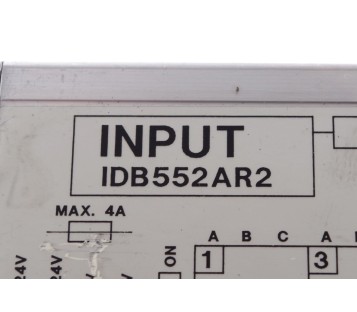 INPUT
IDB552AR2
MAX. 4A
A B C A
ON
1 3
24V
24V
V